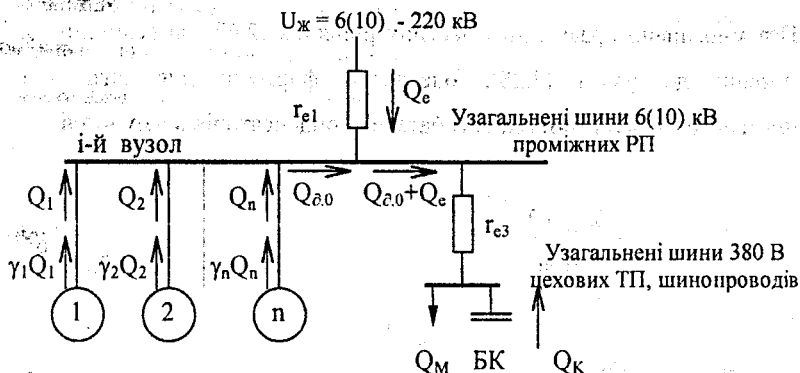 Uж = 6(10) - 220 кВ
rе1
Qе
Узагальнені шини 6(10) кВ
проміжних РП
і-й вузол
Q1
Q2
Qn
Qд.0
Qд.0+Qе
rе3
γ1Q1
γ2Q2
γnQn
Узагальнені шини 380 В
цехових ТП, шинопроводів
1
2
n
QМ
БК
QК